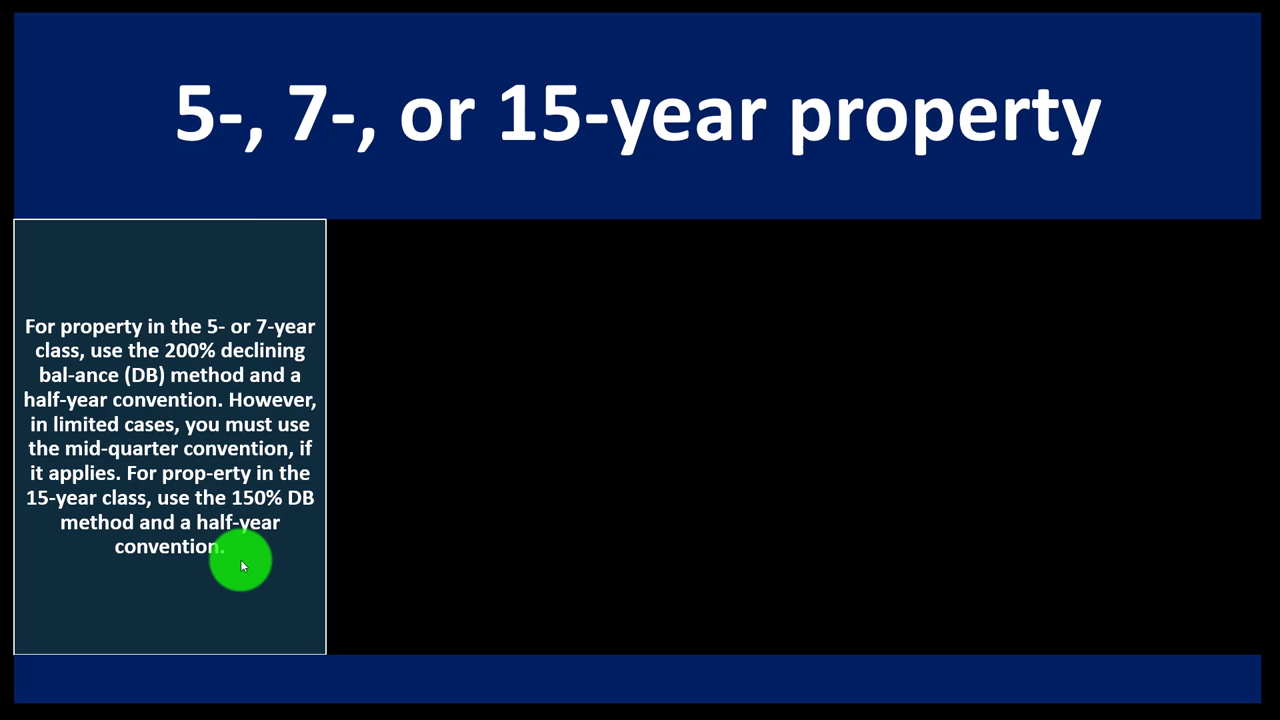 5-, 7-, or 15-year property
For property in the 5- or 7-year
class, use the 200% declining
bal-ance (DB) method and a
half-year convention. However,
in limited cases, you must use
the mid-quarter convention, if
it applies. For prop-erty in the
15-year class, use the 150% DB
method and a half-year
convention.